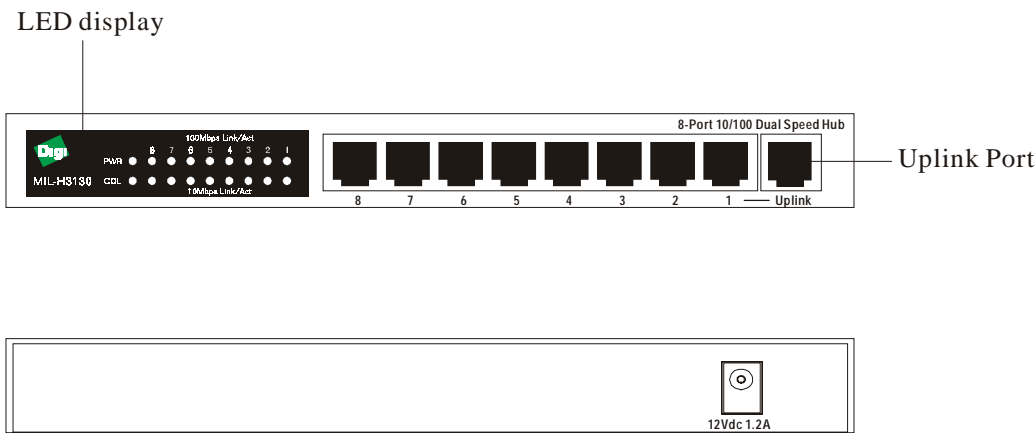 LED display
8-Port 10/100 Dual Speed Hub
100Mbps Link/Act
Digi
8 7 6 5 4 3 2 1
PWR
Uplink Port
MIL-H3130 COL
10Mbps Link/Act
8 7 6 5 4 3 2 1 Uplink
12Vdc 1.2A